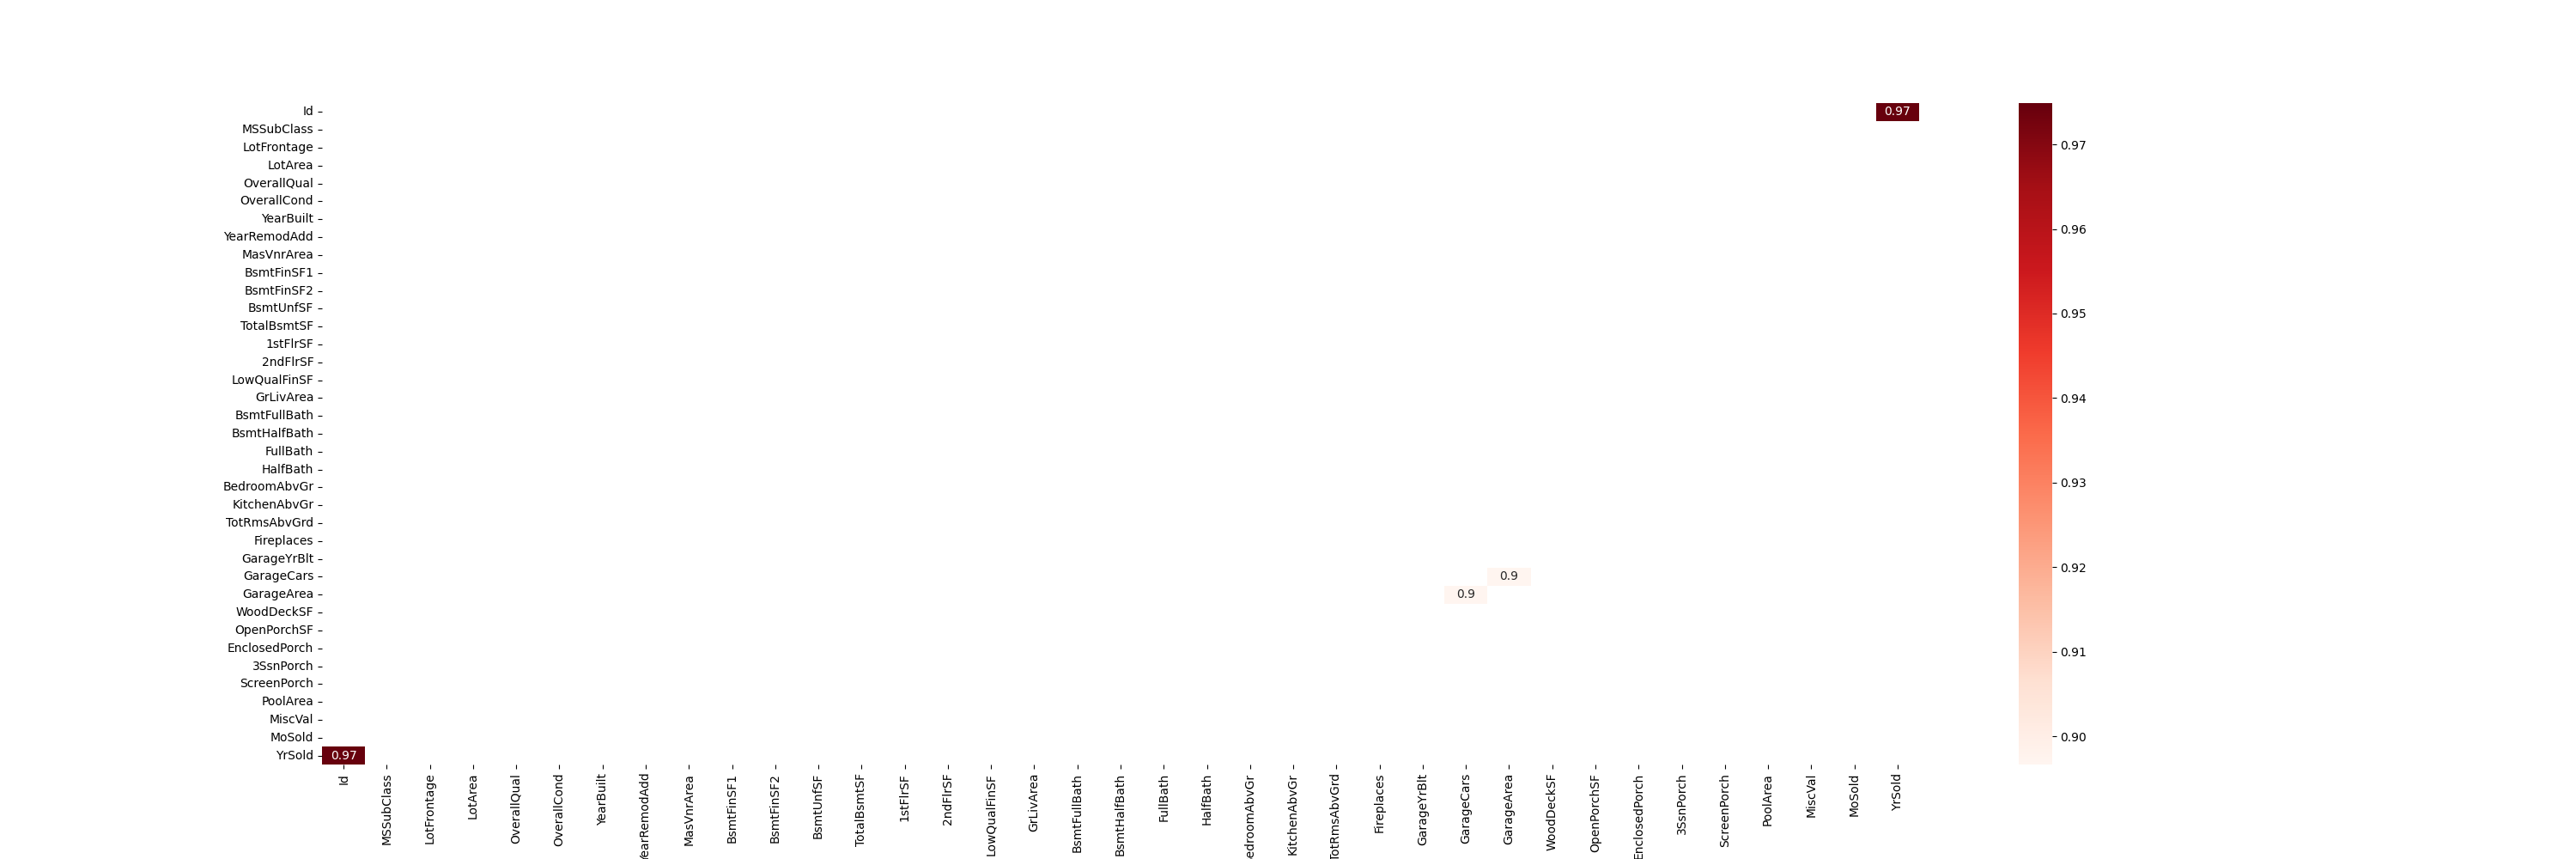 Id
0.97
0.97
MSSubClass
LotFrontage
0.96
LotArea
OverallQual
OverallCond
YearBuilt
YearRemodAdd
MasVnrArea
BsmtFinSF1
0.95
BsmtFinSF2
BsmtUnfSF
TotalBsmtSF
1stFlrSF
0.94
2ndFlrSF
LowQualFinSF
GrLivArea
BsmtFullBath
BsmtHalfBath
FullBath
HalfBath
0.93
BedroomAbvGr
KitchenAbvGr
TotRmsAbvGrd
Fireplaces
GarageYrBlt
0.92
GarageCars
0.9
GarageArea
0.9
WoodDeckSF
OpenPorchSF
EnclosedPorch
0.91
3SsnPorch
ScreenPorch
PoolArea
MiscVal
MoSold
0.90
YrSold
0.97
Id
MSSubClass
LotFrontage
LotArea
OverallQual
OverallCond
YearBuilt
earRemodAdd
MasVnrArea
BsmtFinSF1
BsmtFinSF2
BsmtUnfSF
TotalBsmtSF
1stFlrSF
2ndFlrSF
LowQualFinSF
GrLivArea
BsmtFullBath
BsmtHalfBath
FullBath
HalfBath
edroomAbvGr
KitchenAbvGr
TotRmsAbvGrd
Fireplaces
GarageYrBlt
GarageCars
GarageArea
WoodDeckSF
OpenPorchSF
EnclosedPorch
3SsnPorch
ScreenPorch
PoolArea
MiscVal
MoSold
YrSold